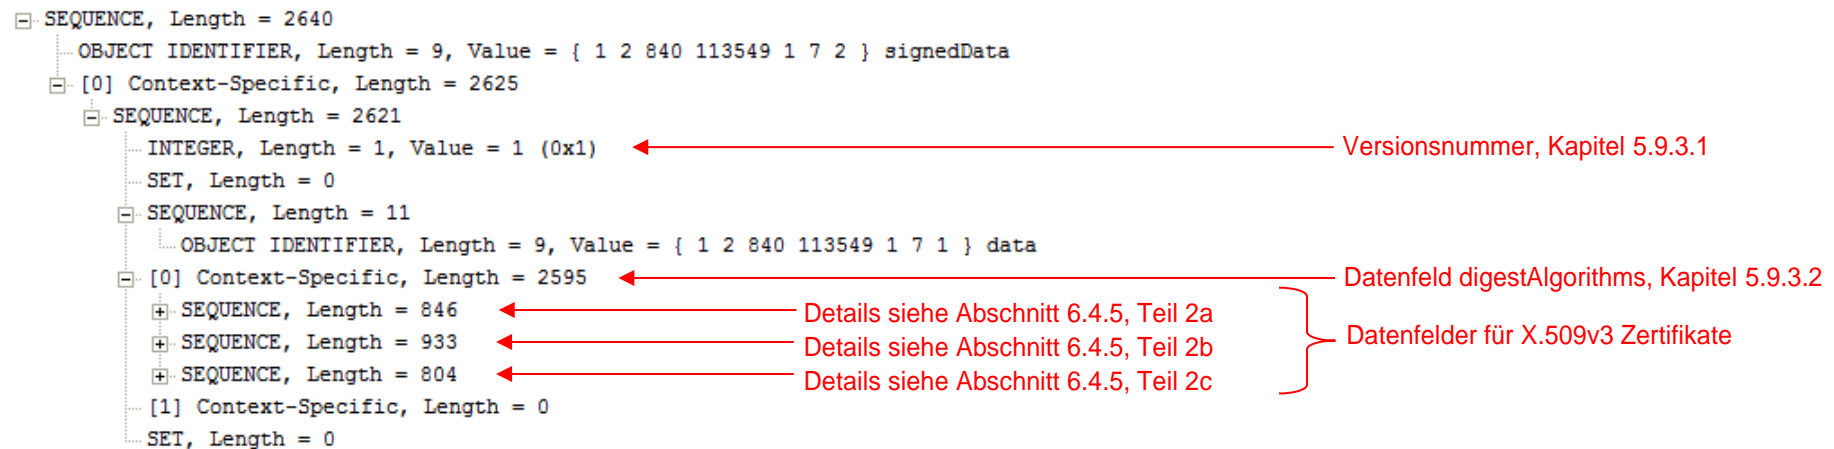 SEQUENCE, Length = 2640
OBJECT IDENTIFIER, Length = 9, Value = { 1 2 840 113549 1 7 2 } signedData
[0] Context-Specific, Length = 2625
SEQUENCE, Length = 2621
INTEGER, Length = 1, Value = 1 (0x1) Versionsnummer, Kapitel 5.9.3.1
SET, Length = 0
SEQUENCE, Length = 11
OBJECT IDENTIFIER, Length = 9, Value = { 1 2 840 113549 1 7 1 } data
[0] Context-Specific, Length = 2595 Datenfeld digestAlgorithms, Kapitel 5.9.3.2
SEQUENCE, Length = 846 Details siehe Abschnitt 6.4.5, Teil 2a
SEQUENCE, Length = 933 Details siehe Abschnitt 6.4.5, Teil 2b Datenfelder für X.509v3 Zertifikate
SEQUENCE, Length = 804 Details siehe Abschnitt 6.4.5, Teil 2c
[1] Context-Specific, Length = 0
SET, Length = 0